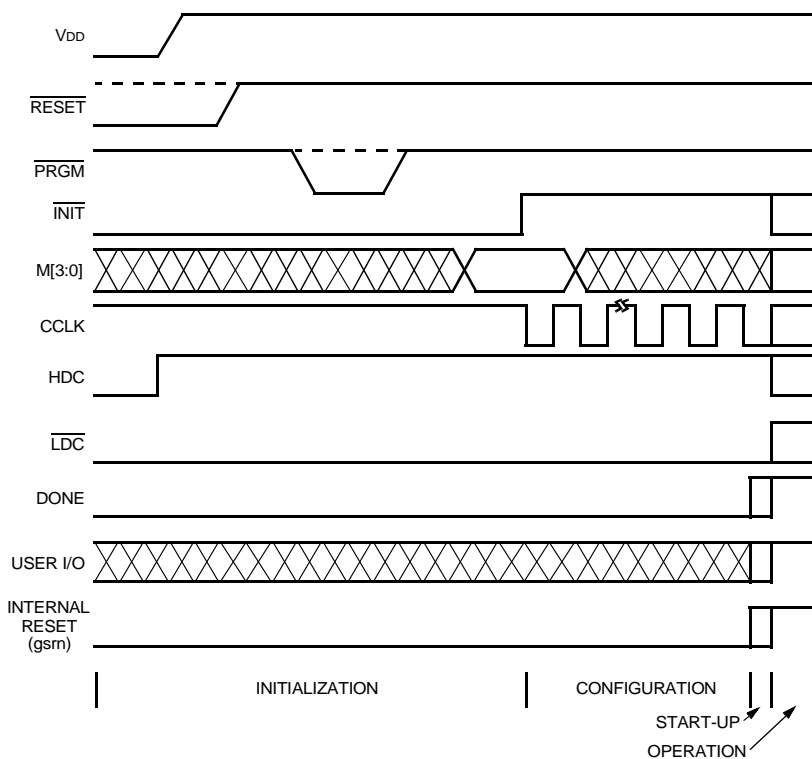 VDD
RESET
PRGM
INIT
M[3:0]
CCLK
HDC
LDC
DONE
USER I/O
INTERNAL
RESET
(gsrn)
INITIALIZATION
CONFIGURATION
START-UP
OPERATION